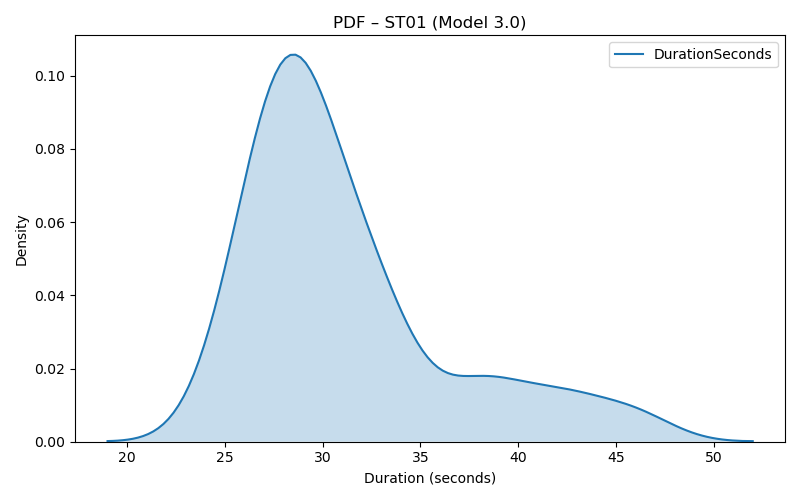 PDF – ST01 (Model 3.0)
DurationSeconds
0.10
0.08
0.06
0.04
0.02
0.00
Density
20 25 30 35 40 45 50
Duration (seconds)